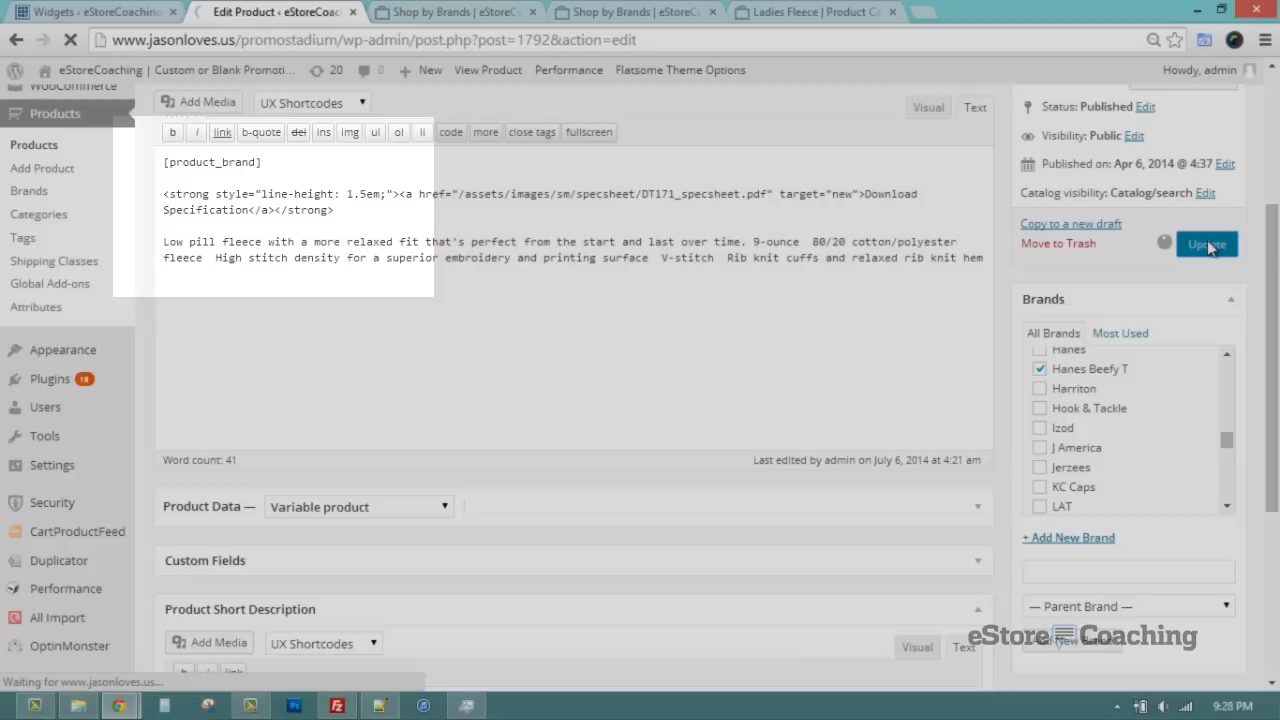 Widgets ‹ eStoreCoaching
Edit Product ‹ eStoreCoac
Shop by Brands | eStoreC
Shop by Brands | eStoreC
Ladies Fleece | Product C
www.jasonloves.us/promostadium/wp-admin/post.php?post=1792&action=edit
eStoreCoaching | Custom or Blank Promoti...
20
0
New
View Product
Performance
Flatsome Theme Options
Howdy, admin
WooCommerce
Products
Products
Add Product
Brands
Categories
Tags
Shipping Classes
Global Add-ons
Attributes
Appearance
Plugins 18
Users
Tools
Settings
Security
CartProductFeed
Duplicator
Performance
All Import
OptinMonster
Add Media
UX Shortcodes
Visual
Text
b i link b-quote del ins img ul ol li code more close tags fullscreen
[product_brand]
<strong style="line-height: 1.5em;"><a href="/assets/images/sm/specsheet/DT171_specsheet.pdf" target="new">Download
Specification</a></strong>
Low pill fleece with a more relaxed fit that's perfect from the start and last over time. 9-ounce 80/20 cotton/polyester
fleece High stitch density for a superior embroidery and printing surface V-stitch Rib knit cuffs and relaxed rib knit hem
Word count: 41
Last edited by admin on July 6, 2014 at 4:21 am
Product Data —
Variable product
Custom Fields
Product Short Description
Add Media
UX Shortcodes
Visual
Text
b i link
Status: Published Edit
Visibility: Public Edit
Published on: Apr 6, 2014 @ 4:37 Edit
Catalog visibility: Catalog/search Edit
Copy to a new draft
Move to Trash
Update
Brands
All Brands
Most Used
Hanes
Hanes Beefy T
Harriton
Hook & Tackle
Izod
J America
Jerzees
KC Caps
LAT
+ Add New Brand
— Parent Brand —
Add New Brand
eStore Coaching
Waiting for www.jasonloves.us...
9:28 PM